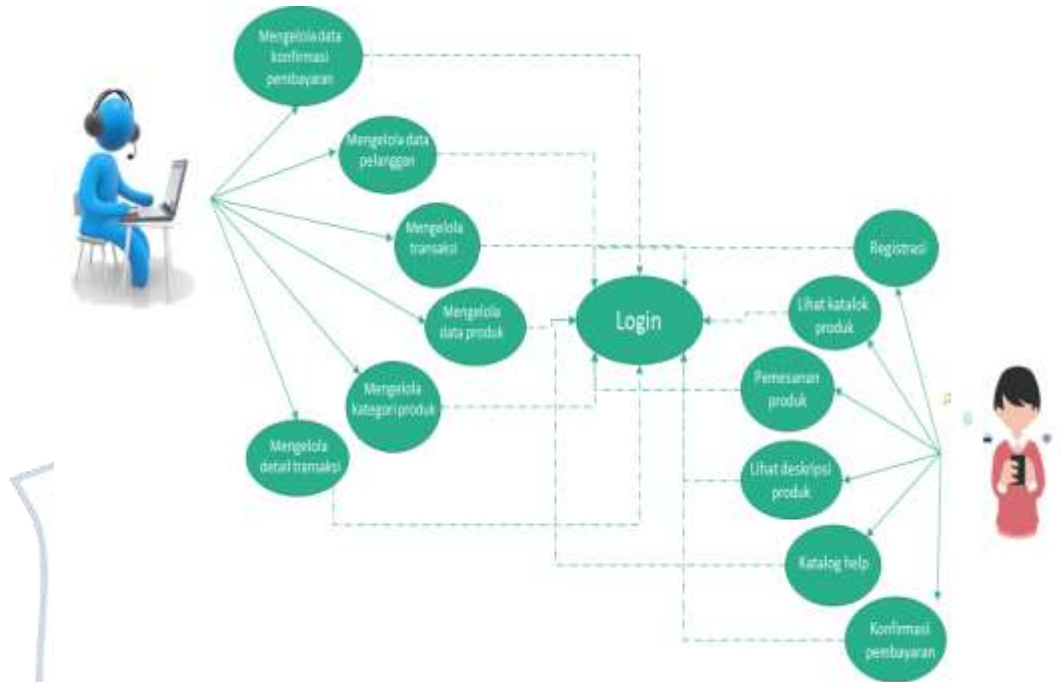 Mengelola data
konfirmasi
pembayaran
Mengelola data
pelanggan
Mengelola
transaksi
Mengelola
data produk
Mengelola
kategori produk
Mengelola
detail transaksi
Login
Registrasi
Lihat katalok
produk
Pemesanan
produk
Lihat deskripsi
produk
Katalog help
Konfirmasi
pembayaran